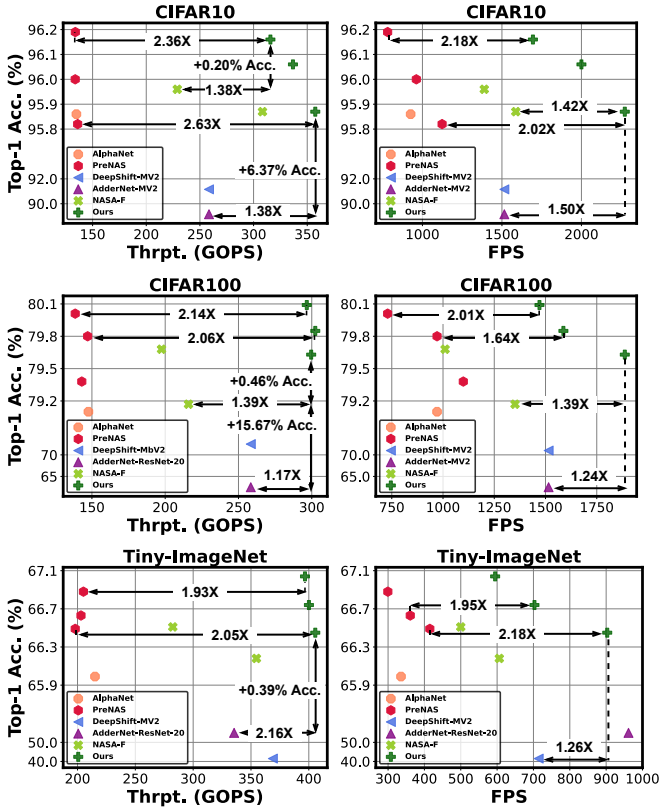 CIFAR10
Top-1 Acc. (%)
96.2
96.1
96.0
95.9
95.8
92.0
90.0
2.36X
+0.20% Acc.
1.38X
2.63X
+6.37% Acc.
1.38X
AlphaNet
PreNAS
DeepShift-MV2
AdderNet-MV2
NASA-F
Ours
150 200 250 300 350
Thrpt. (GOPS)
CIFAR10
96.2
96.1
96.0
95.9
95.8
92.0
90.0
2.18X
1.42X
2.02X
1.50X
AlphaNet
PreNAS
DeepShift-MV2
AdderNet-MV2
NASA-F
Ours
1000 1500 2000
FPS
CIFAR100
Top-1 Acc. (%)
80.1
79.8
79.5
79.2
70
65
2.14X
2.06X
+0.46% Acc.
1.39X
+15.67% Acc.
1.17X
AlphaNet
PreNAS
DeepShift-MbV2
AdderNet-ResNet-20
NASA-F
Ours
150 200 250 300
Thrpt. (GOPS)
CIFAR100
80.1
79.8
79.5
79.2
70
65
2.01X
1.64X
1.39X
1.24X
AlphaNet
PreNAS
DeepShift-MV2
AdderNet-MV2
NASA-F
Ours
750 1000 1250 1500 1750
FPS
Tiny-ImageNet
Top-1 Acc. (%)
67.1
66.7
66.3
65.9
50.0
40.0
1.93X
2.05X
+0.39% Acc.
2.16X
AlphaNet
PreNAS
DeepShift-MV2
AdderNet-ResNet-20
NASA-F
Ours
200 250 300 350 400
Thrpt. (GOPS)
Tiny-ImageNet
67.1
66.7
66.3
65.9
50.0
40.0
1.95X
2.18X
1.26X
AlphaNet
PreNAS
DeepShift-MV2
AdderNet-ResNet-20
NASA-F
Ours
300 400 500 600 700 800 900 1000
FPS